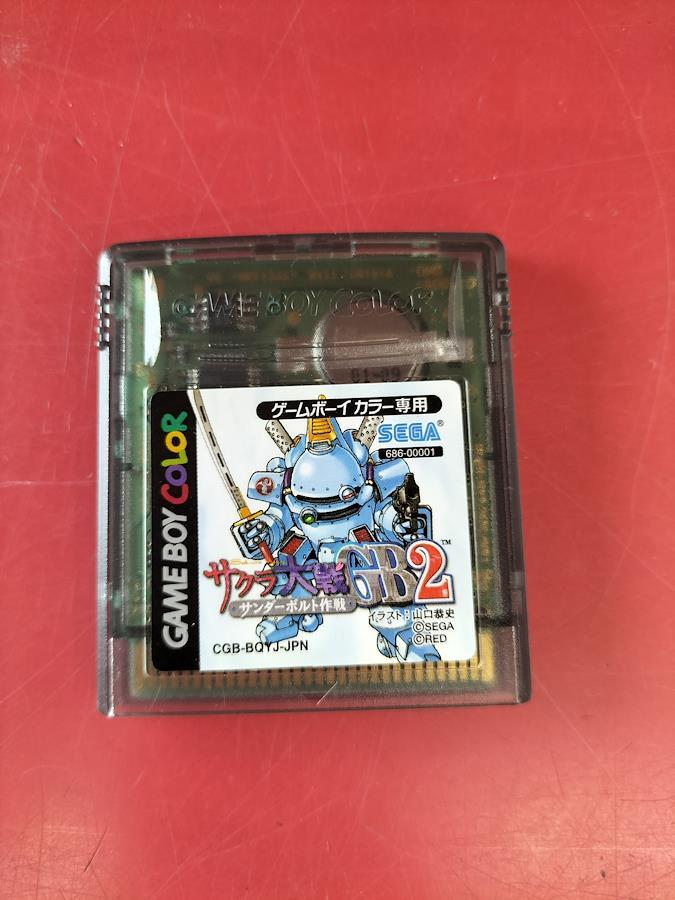 GAME BOY COLOR
01-09
ゲームボーイカラー専用
SEGA®
686-00001
GAME BOY COLOR
サクラ大戦GB2™
・サンダーボルト作戦・
イラスト：山口恭史
©SEGA
©RED
CGB-BQYJ-JPN